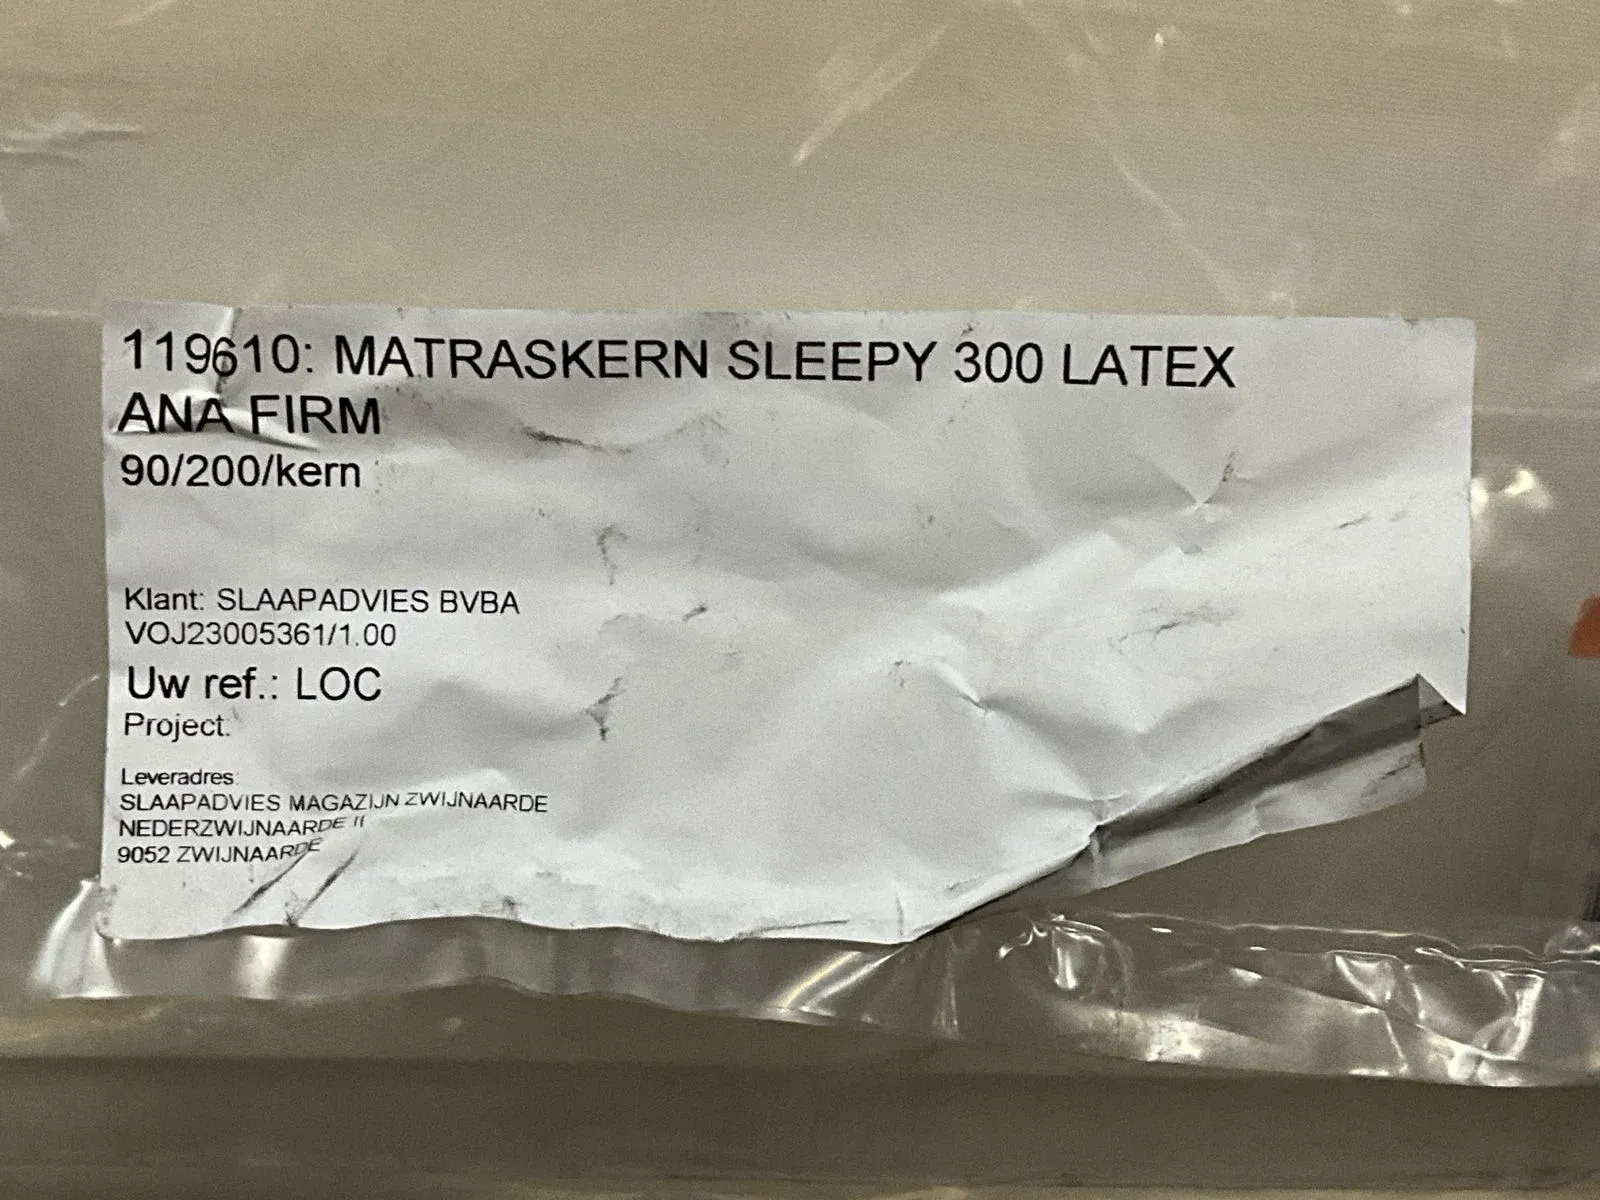 119610: MATRASKERN SLEEPY 300 LATEX
ANA FIRM
90/200/kern
Klant: SLAAPADVIES BVBA
VOJ23005361/1.00
Uw ref.: LOC
Project:
Leveradres:
SLAAPADVIES MAGAZIJN ZWIJNAARDE
NEDERZWIJNAARDE II
9052 ZWIJNAARDE